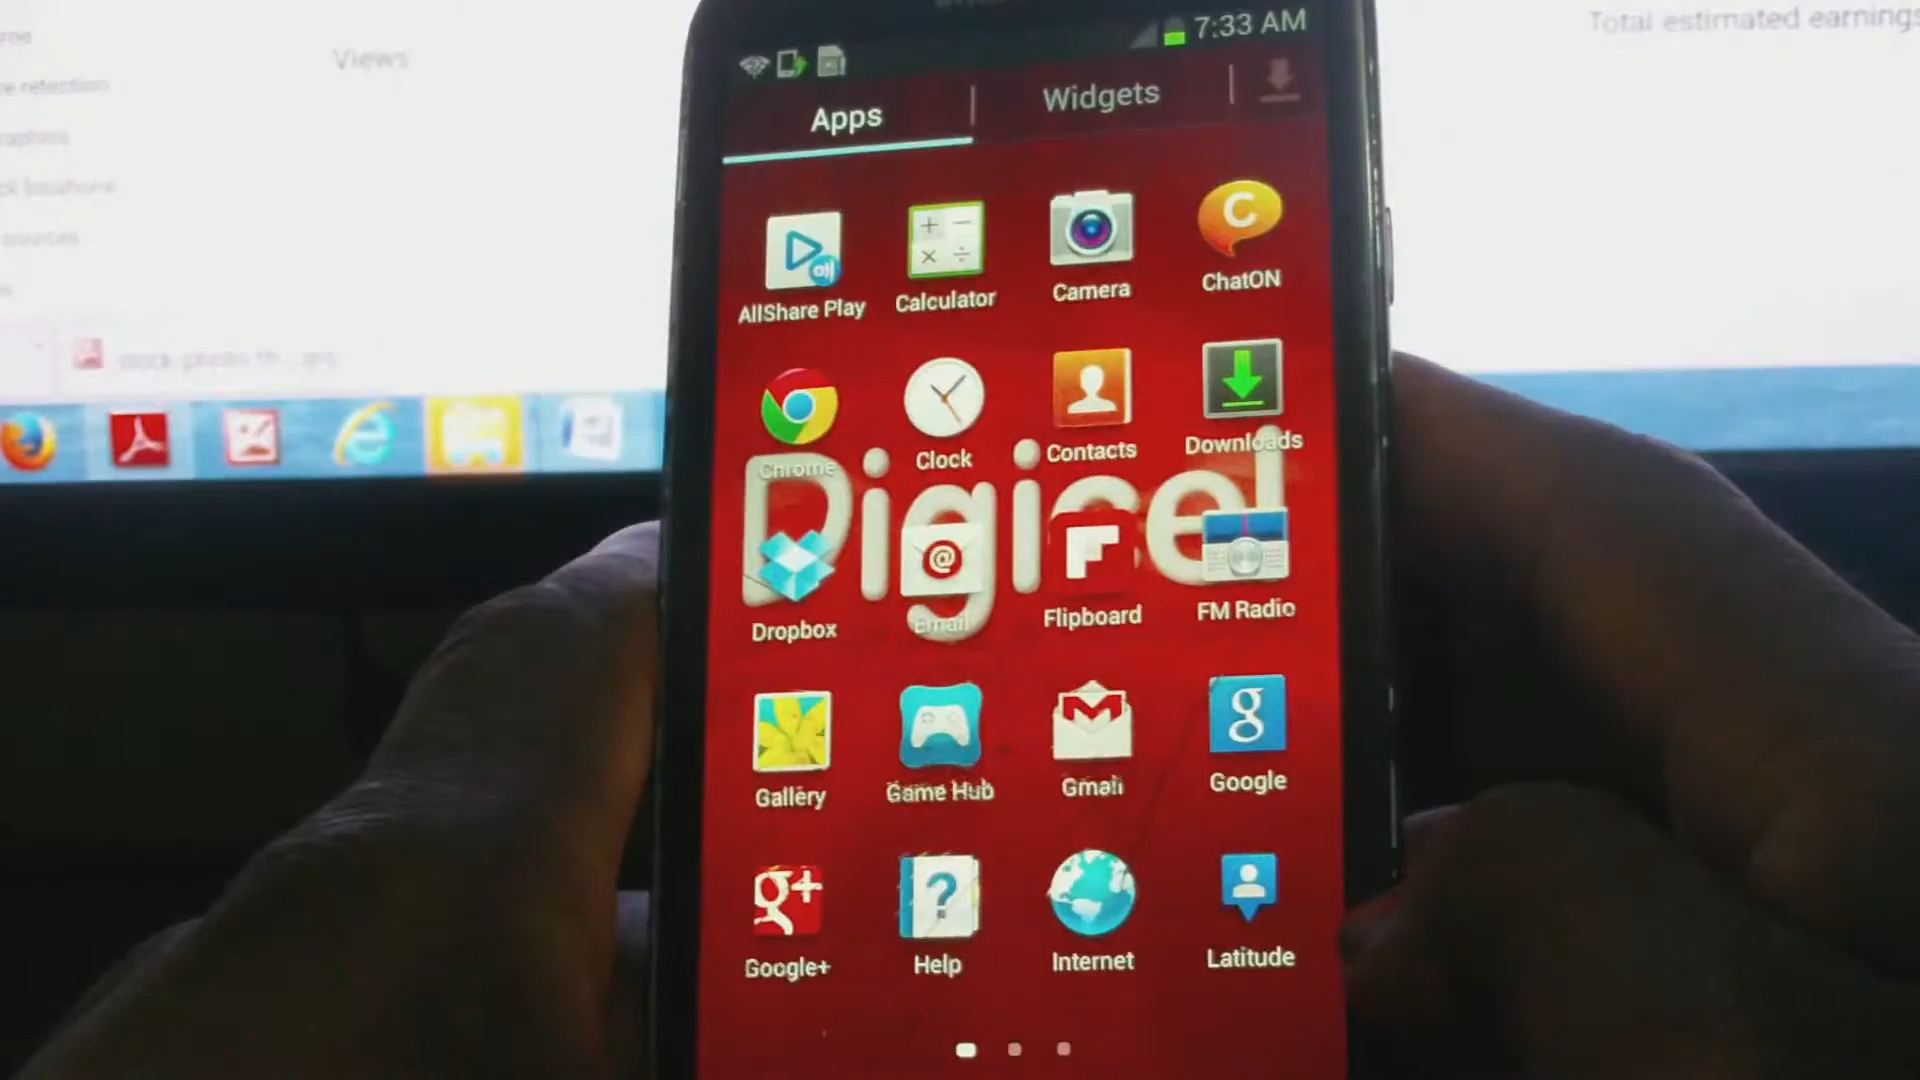 Views
Total estimated earnings
7:33 AM
Apps
Widgets
AllShare Play
Calculator
Camera
ChatON
Chrome
Clock
Contacts
Downloads
Digicel
Dropbox
Email
Flipboard
FM Radio
Gallery
Game Hub
Gmail
Google
Google+
Help
Internet
Latitude